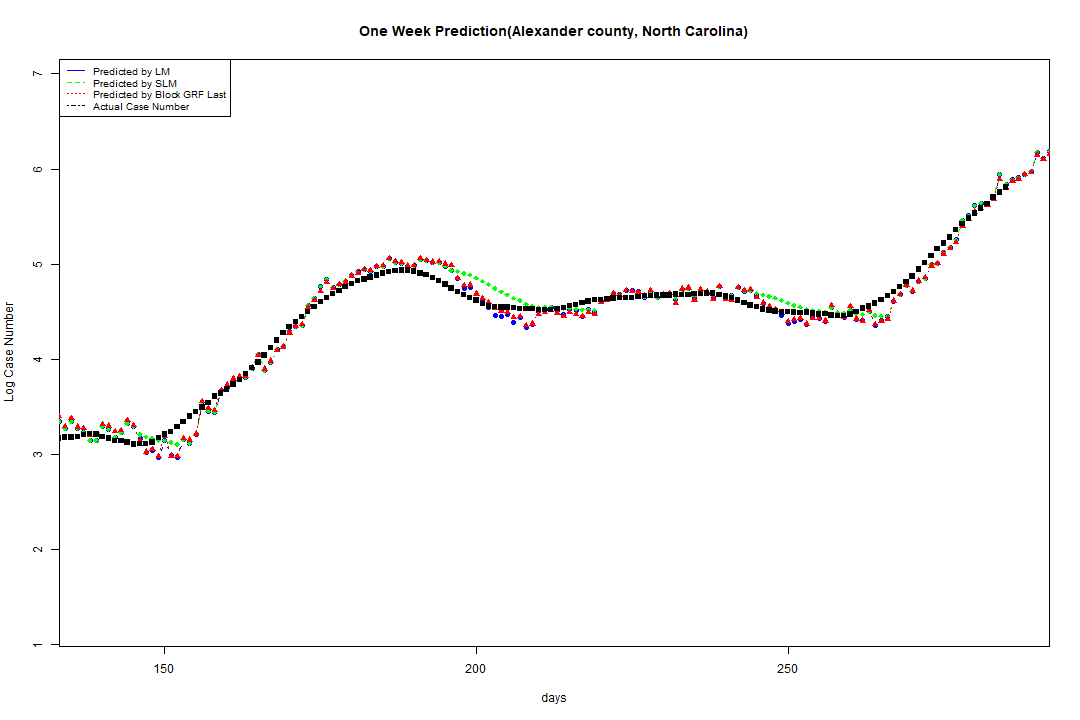 One Week Prediction(Alexander county, North Carolina)
Predicted by LM
Predicted by SLM
Predicted by Block GRF Last
Actual Case Number
7
6
5
4
3
2
1
Log Case Number
150 200 250
days